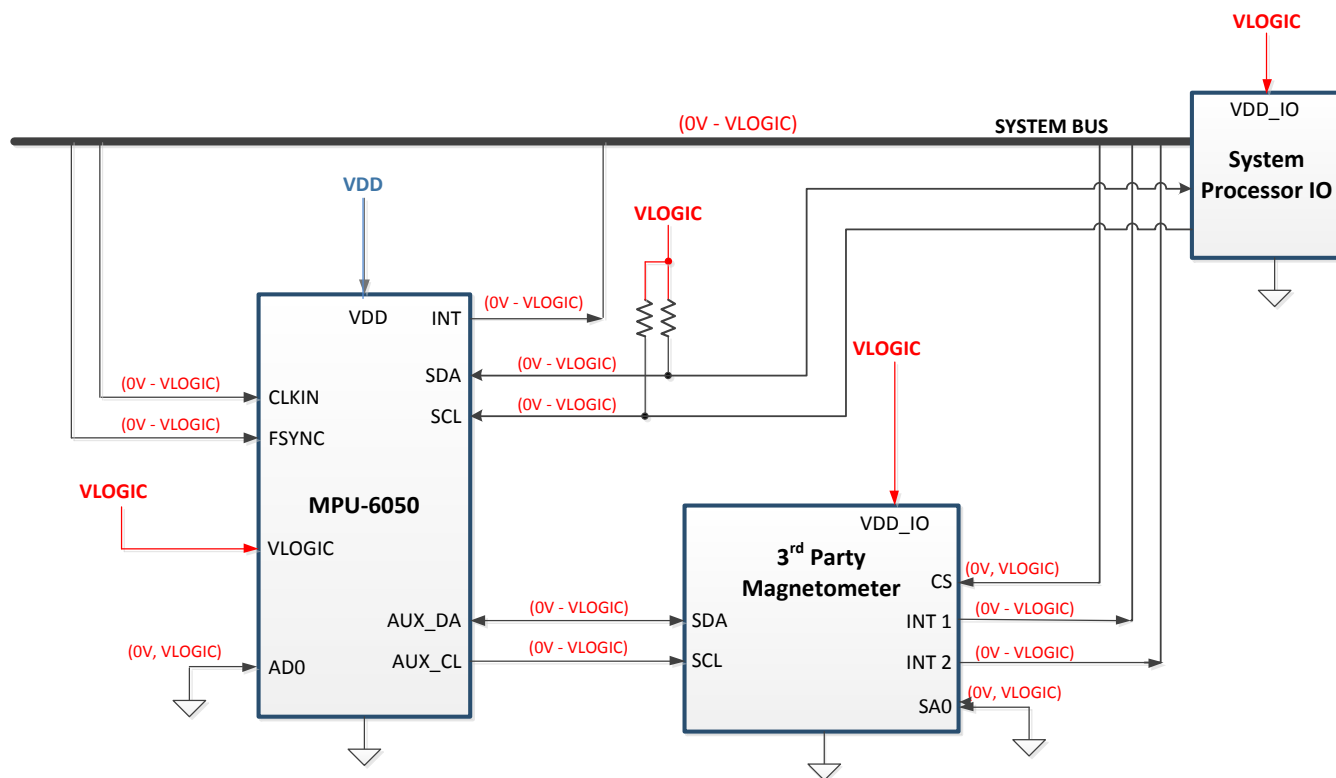 VLOGIC
VDD_IO
System
Processor IO
(0V - VLOGIC)
SYSTEM BUS
VDD
VLOGIC
VDD
INT
(0V - VLOGIC)
SDA
(0V - VLOGIC)
SCL
(0V - VLOGIC)
(0V - VLOGIC)
CLKIN
(0V - VLOGIC)
FSYNC
VLOGIC
MPU-6050
VLOGIC
AUX_DA
(0V - VLOGIC)
AUX_CL
(0V - VLOGIC)
(0V, VLOGIC)
AD0
VLOGIC
VDD_IO
3rd Party
Magnetometer
CS
(0V, VLOGIC)
SDA
INT 1
(0V - VLOGIC)
SCL
INT 2
(0V - VLOGIC)
SA0
(0V, VLOGIC)